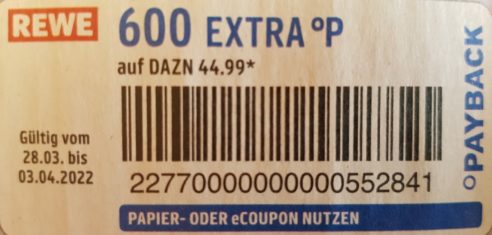 REWE
600 EXTRA °P
auf DAZN 44.99*
Gültig vom
28.03. bis
03.04.2022
22770000000000552841
PAPIER- ODER eCOUPON NUTZEN
°PAYBACK